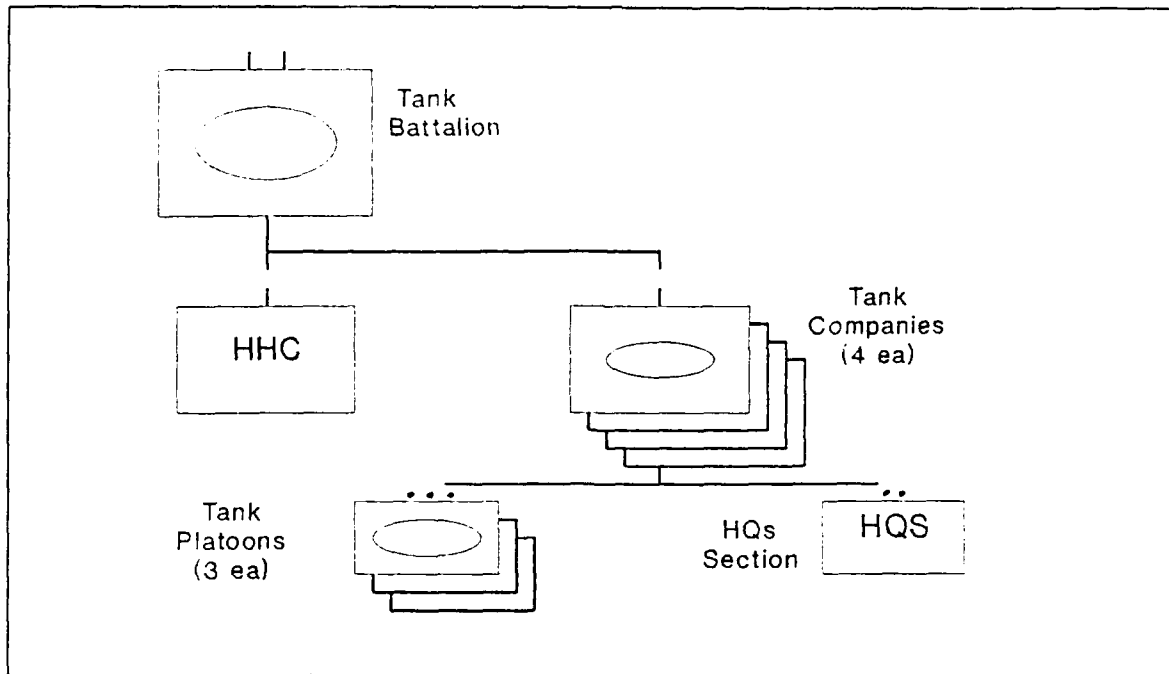 Tank
Battalion
HHC
Tank
Companies
(4 ea)
Tank
Platoons
(3 ea)
HQs
Section
HQS